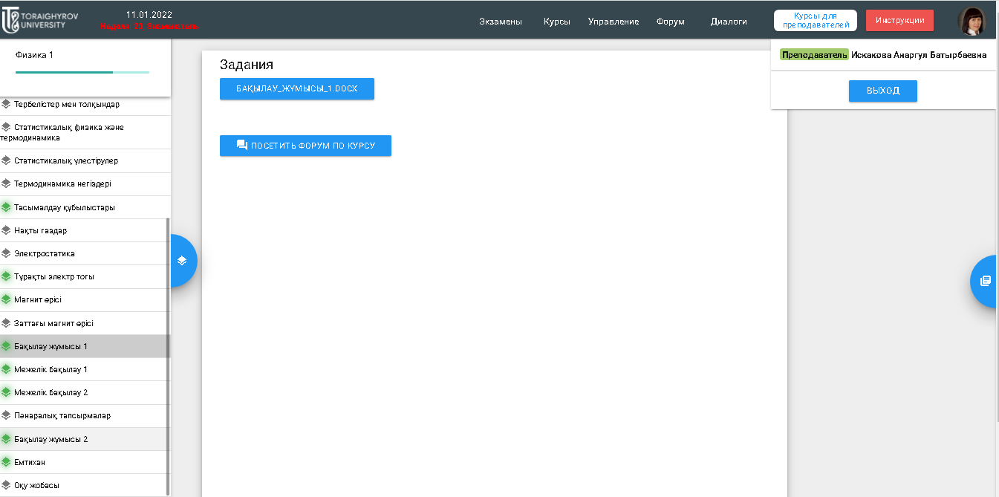 TORAIGHYROV
UNIVERSITY
11.01.2022
Неделя: 20, Знаменатель
Экзамены
Курсы
Управление
Форум
Диалоги
Курсы для
преподавателей
Инструкции
Преподаватель Искакова Анаргул Батырбаевна
ВЫХОД
Физика 1
Тербелістер мен толқындар
Статистикалық физика және
термодинамика
Статистикалық үлестірулер
Термодинамика негіздері
Тасымалдау құбылыстары
Нақты газдар
Электростатика
Тұрақты электр тогы
Магнит өрісі
Заттағы магнит өрісі
Бақылау жұмысы 1
Межелік бақылау 1
Межелік бақылау 2
Пәнаралық тапсырмалар
Бақылау жұмысы 2
Емтихан
Оқу жобасы
Задания
БАҚЫЛАУ_ЖҰМЫСЫ_1.DOCX
ПОСЕТИТЬ ФОРУМ ПО КУРСУ